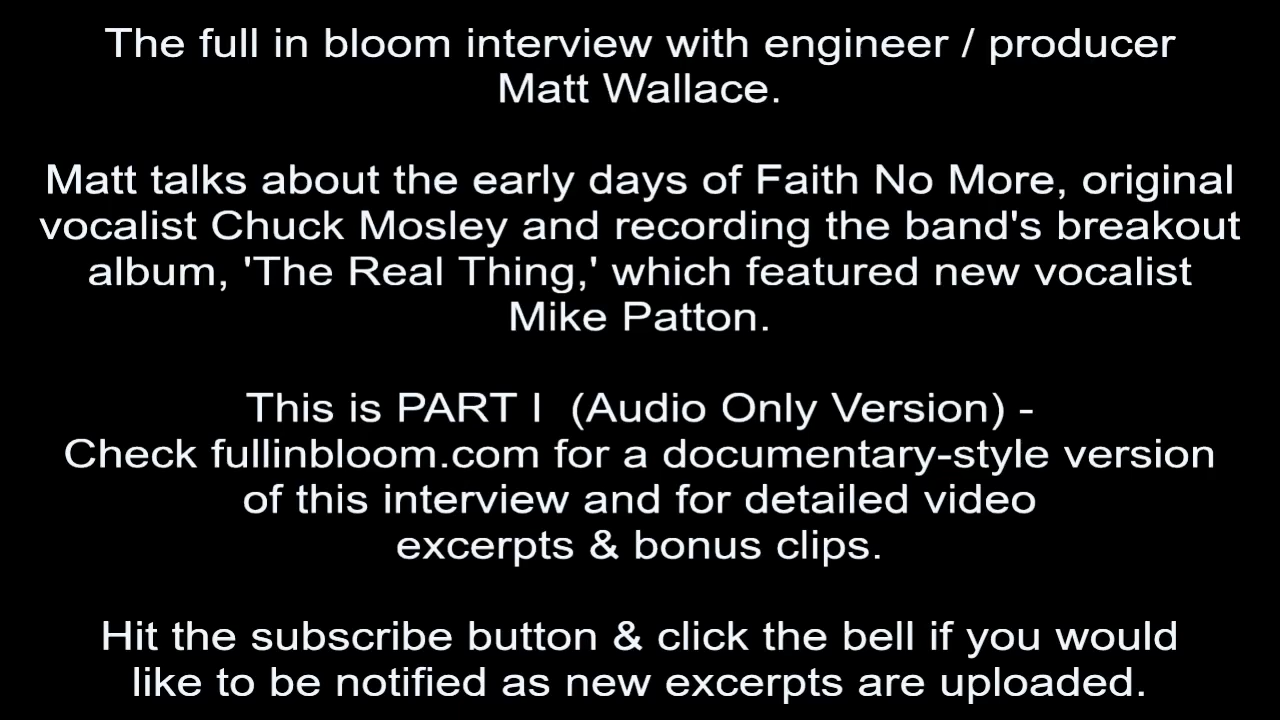 The full in bloom interview with engineer / producer
Matt Wallace.
Matt talks about the early days of Faith No More, original
vocalist Chuck Mosley and recording the band's breakout
album, 'The Real Thing,' which featured new vocalist
Mike Patton.
This is PART I (Audio Only Version) -
Check fullinbloom.com for a documentary-style version
of this interview and for detailed video
excerpts & bonus clips.
Hit the subscribe button & click the bell if you would
like to be notified as new excerpts are uploaded.